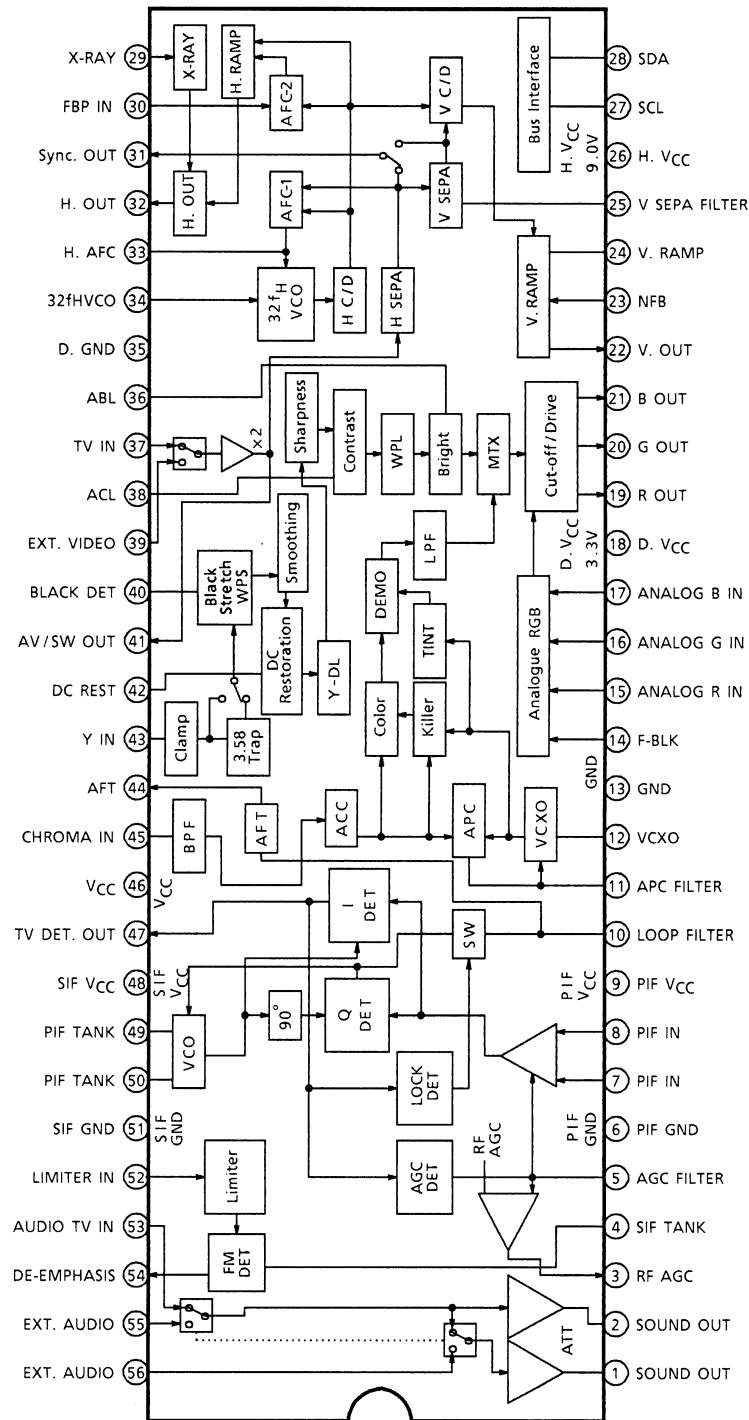 X-RAY 29
FBP IN 30
Sync. OUT 31
H. OUT 32
H. AFC 33
32fHVCO 34
D. GND 35
ABL 36
TV IN 37
ACL 38
EXT. VIDEO 39
BLACK DET 40
AV/SW OUT 41
DC REST 42
Y IN 43
AFT 44
CHROMA IN 45
VCC 46
TV DET. OUT 47
SIF VCC 48
PIF TANK 49
PIF TANK 50
SIF GND 51
LIMITER IN 52
AUDIO TV IN 53
DE-EMPHASIS 54
EXT. AUDIO 55
EXT. AUDIO 56
X-RAY
H. RAMP
AFC-2
V C/D
Bus Interface
H. VCC
9.0V
H. OUT
AFC-1
V SEPA
32fH
VCO
H C/D
H SEPA
V. RAMP
×2
Sharpness
Contrast
WPL
Bright
MTX
Cut-off/Drive
D. VCC
3.3V
Black
Stretch
WPS
Smoothing
DEMO
LPF
DC
Restoration
Y-DL
TINT
Analogue RGB
Clamp
3.58
Trap
Color
Killer
GND
BPF
AFT
ACC
APC
VCXO
VCC
I
DET
SW
SIF
VCC
PIF
VCC
VCO
90°
Q
DET
LOCK
DET
SIF
GND
PIF
GND
RF
AGC
Limiter
AGC
DET
FM
DET
ATT
28 SDA
27 SCL
26 H. VCC
25 V SEPA FILTER
24 V. RAMP
23 NFB
22 V. OUT
21 B OUT
20 G OUT
19 R OUT
18 D. VCC
17 ANALOG B IN
16 ANALOG G IN
15 ANALOG R IN
14 F-BLK
13 GND
12 VCXO
11 APC FILTER
10 LOOP FILTER
9 PIF VCC
8 PIF IN
7 PIF IN
6 PIF GND
5 AGC FILTER
4 SIF TANK
3 RF AGC
2 SOUND OUT
1 SOUND OUT